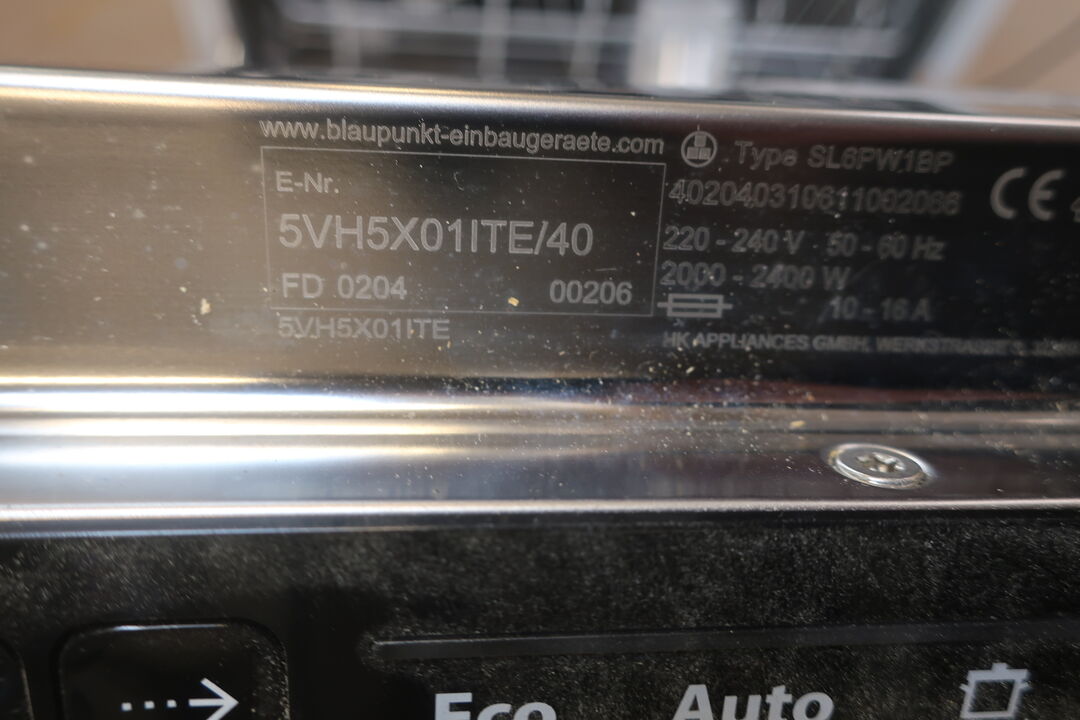 www.blaupunkt-einbaugeraete.com
E-Nr.
5VH5X01ITE/40
FD 0204 00206
5VH5X01ITE
Type SL6PW1BP
402040310611002066
220 - 240 V 50 - 60 Hz
2000 - 2400 W
10 - 16 A
HK APPLIANCES GMBH,
CE
Eco Auto